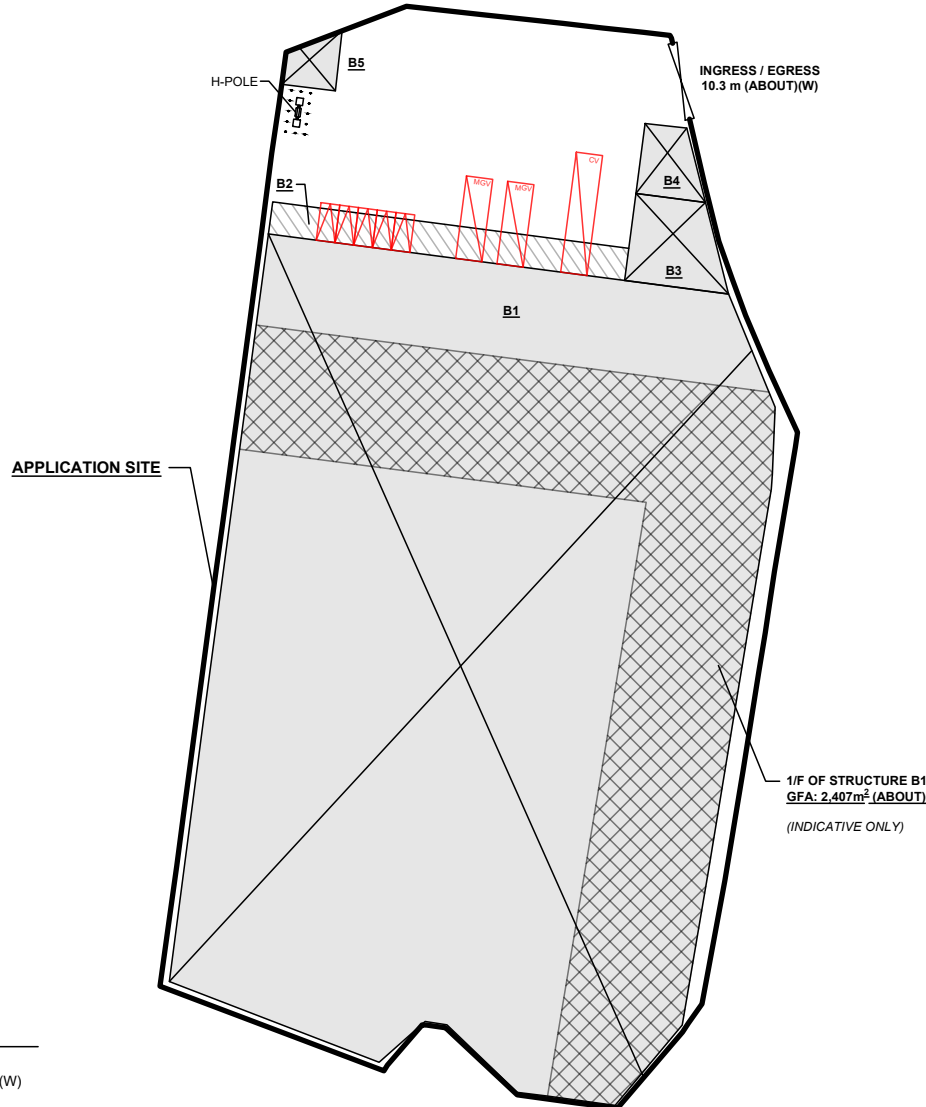 INGRESS / EGRESS
10.3 m (ABOUT)(W)
B5
H-POLE
CV
MGV
MGV
B4
B2
B3
B1
APPLICATION SITE
1/F OF STRUCTURE B1
GFA: 2,407m² (ABOUT)
(INDICATIVE ONLY)
(W)